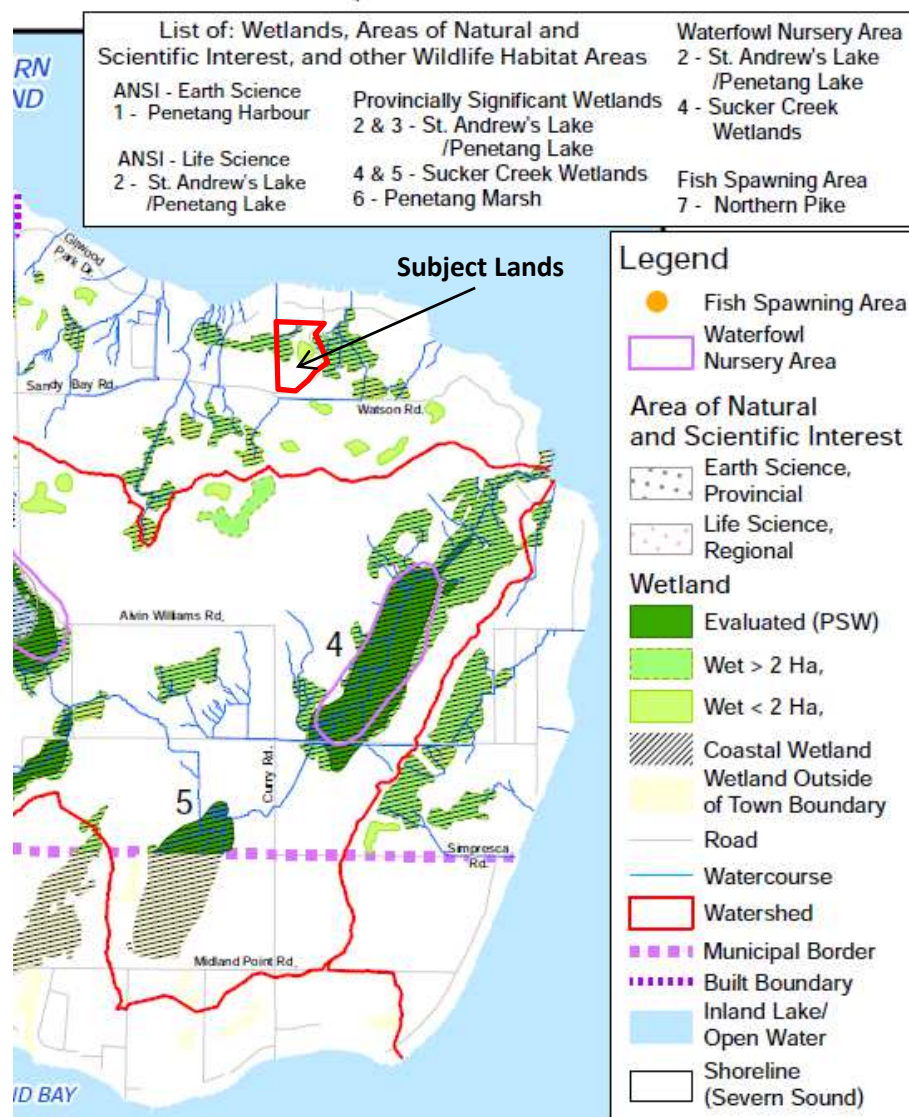 List of: Wetlands, Areas of Natural and
Scientific Interest, and other Wildlife Habitat Areas
ANSI - Earth Science
1 - Penetang Harbour
ANSI - Life Science
2 - St. Andrew's Lake
/Penetang Lake
Provincially Significant Wetlands
2 & 3 - St. Andrew's Lake
/Penetang Lake
4 & 5 - Sucker Creek Wetlands
6 - Penetang Marsh
Waterfowl Nursery Area
2 - St. Andrew's Lake
/Penetang Lake
4 - Sucker Creek
Wetlands
Fish Spawning Area
7 - Northern Pike
RN
ND
Gilwood
Park Dr.
Subject Lands
Sandy Bay Rd.
Watson Rd.
Alvin Williams Rd.
4
Curry Rd.
5
Simpresca
Rd.
Midland Point Rd.
ND BAY
Legend
Fish Spawning Area
Waterfowl
Nursery Area
Area of Natural
and Scientific Interest
Earth Science,
Provincial
Life Science,
Regional
Wetland
Evaluated (PSW)
Wet > 2 Ha,
Wet < 2 Ha,
Coastal Wetland
Wetland Outside
of Town Boundary
Road
Watercourse
Watershed
Municipal Border
Built Boundary
Inland Lake/
Open Water
Shoreline
(Severn Sound)